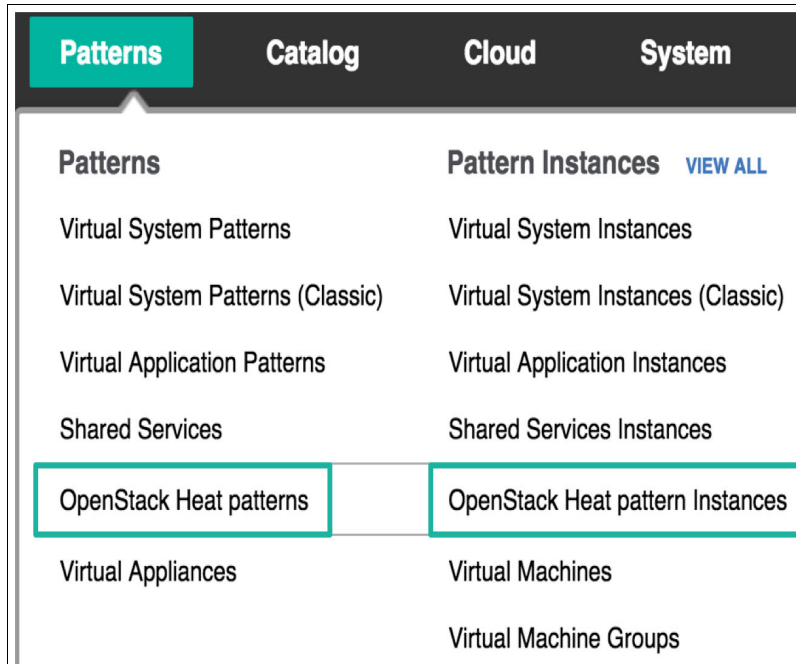 Patterns Catalog Cloud System
Patterns
Virtual System Patterns
Virtual System Patterns (Classic)
Virtual Application Patterns
Shared Services
OpenStack Heat patterns
Virtual Appliances
Pattern Instances VIEW ALL
Virtual System Instances
Virtual System Instances (Classic)
Virtual Application Instances
Shared Services Instances
OpenStack Heat pattern Instances
Virtual Machines
Virtual Machine Groups